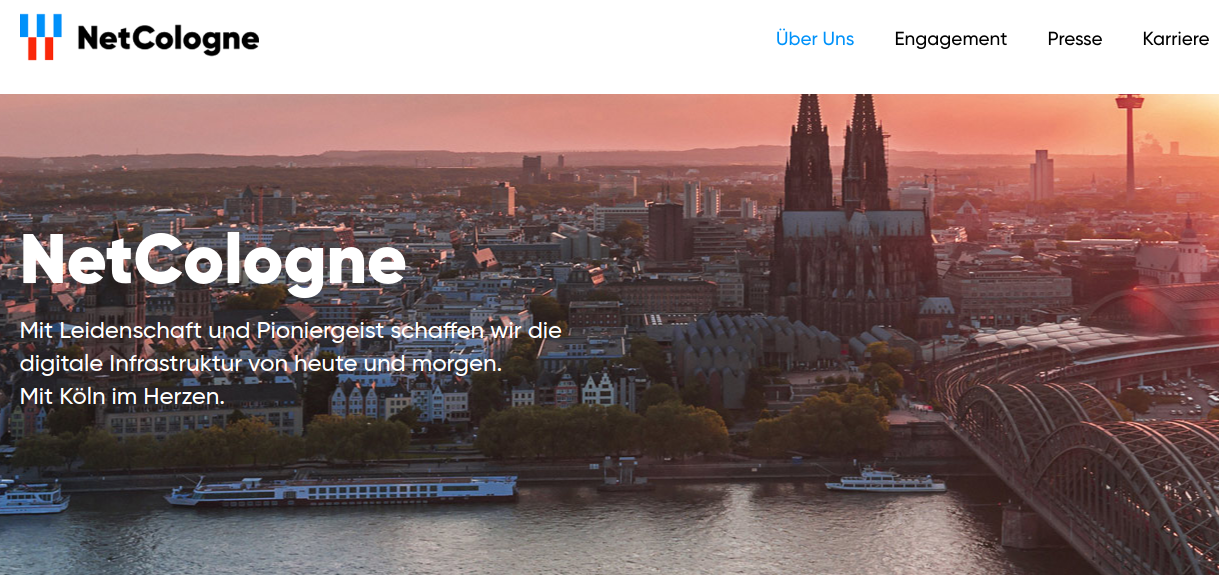 NetCologne
Über Uns
Engagement
Presse
Karriere
NetCologne
Mit Leidenschaft und Pioniergeist schaffen wir die
digitale Infrastruktur von heute und morgen.
Mit Köln im Herzen.